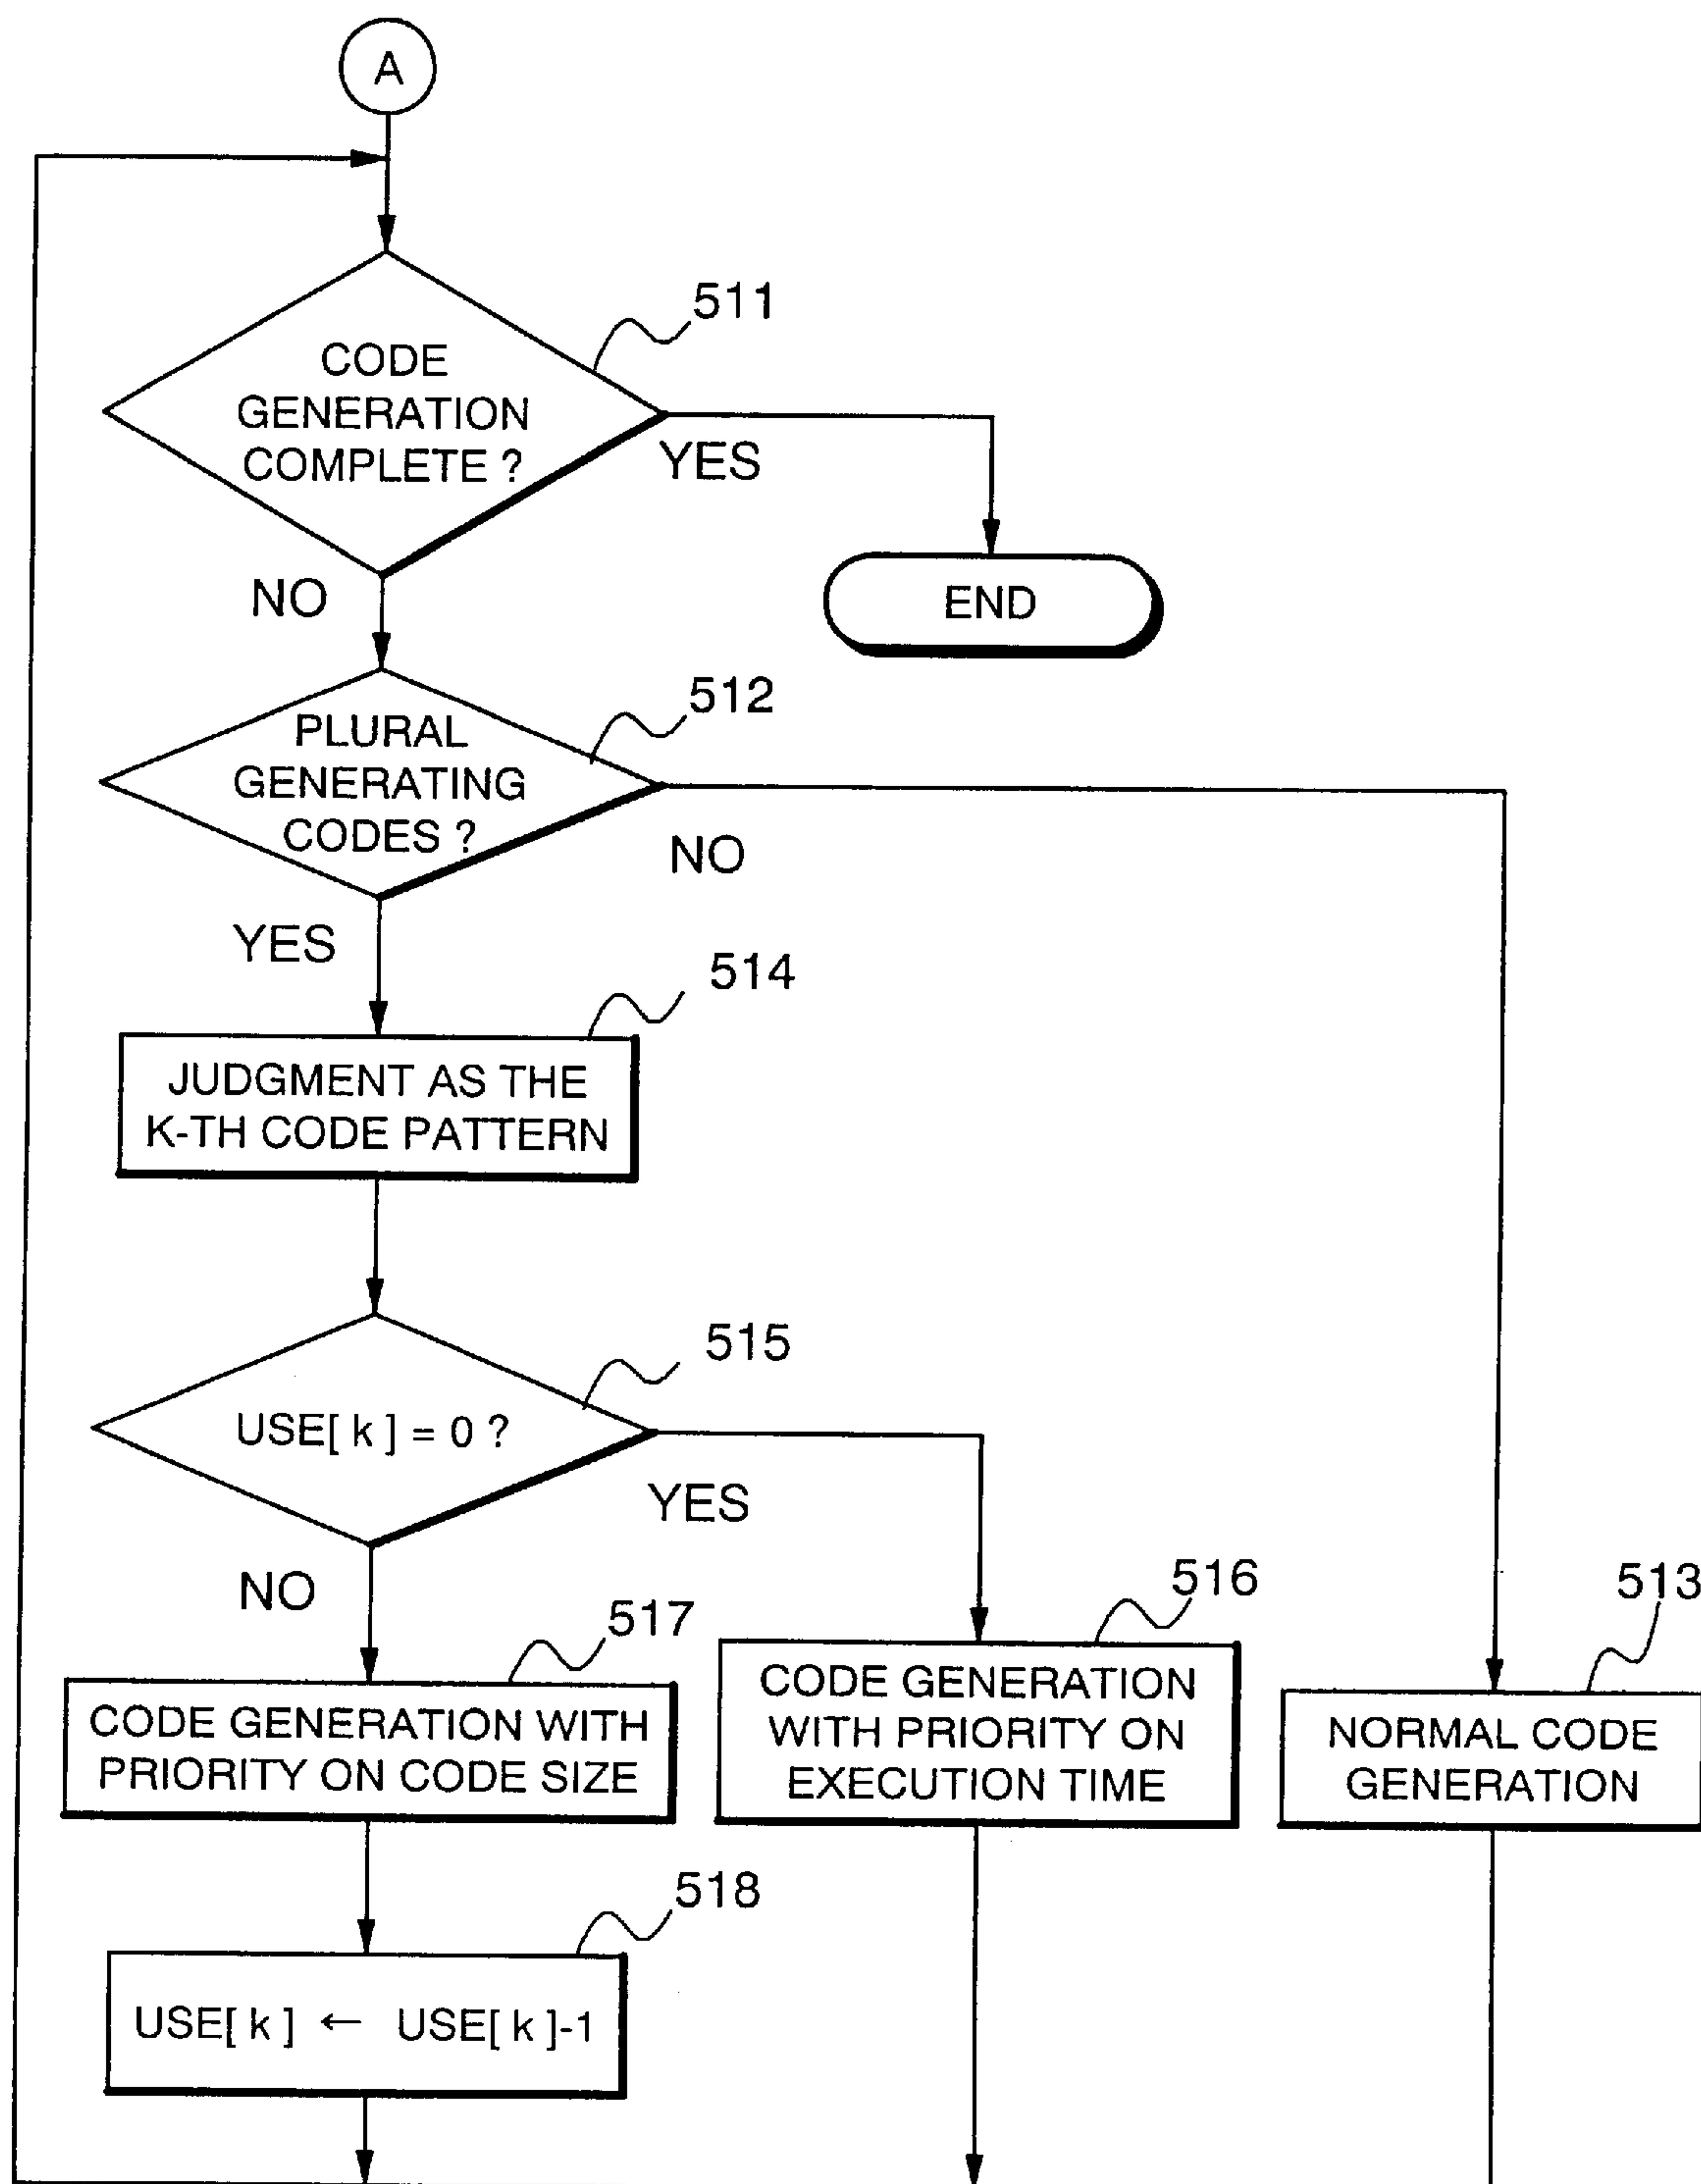 A
511
CODE
GENERATION
COMPLETE ?
YES
END
NO
512
PLURAL
GENERATING
CODES ?
NO
YES
514
JUDGMENT AS THE
K-TH CODE PATTERN
515
USE[ k ] = 0 ?
YES
NO
516
513
517
CODE GENERATION
WITH PRIORITY ON
EXECUTION TIME
NORMAL CODE
GENERATION
CODE GENERATION WITH
PRIORITY ON CODE SIZE
518
USE[ k ] ← USE[ k ]-1